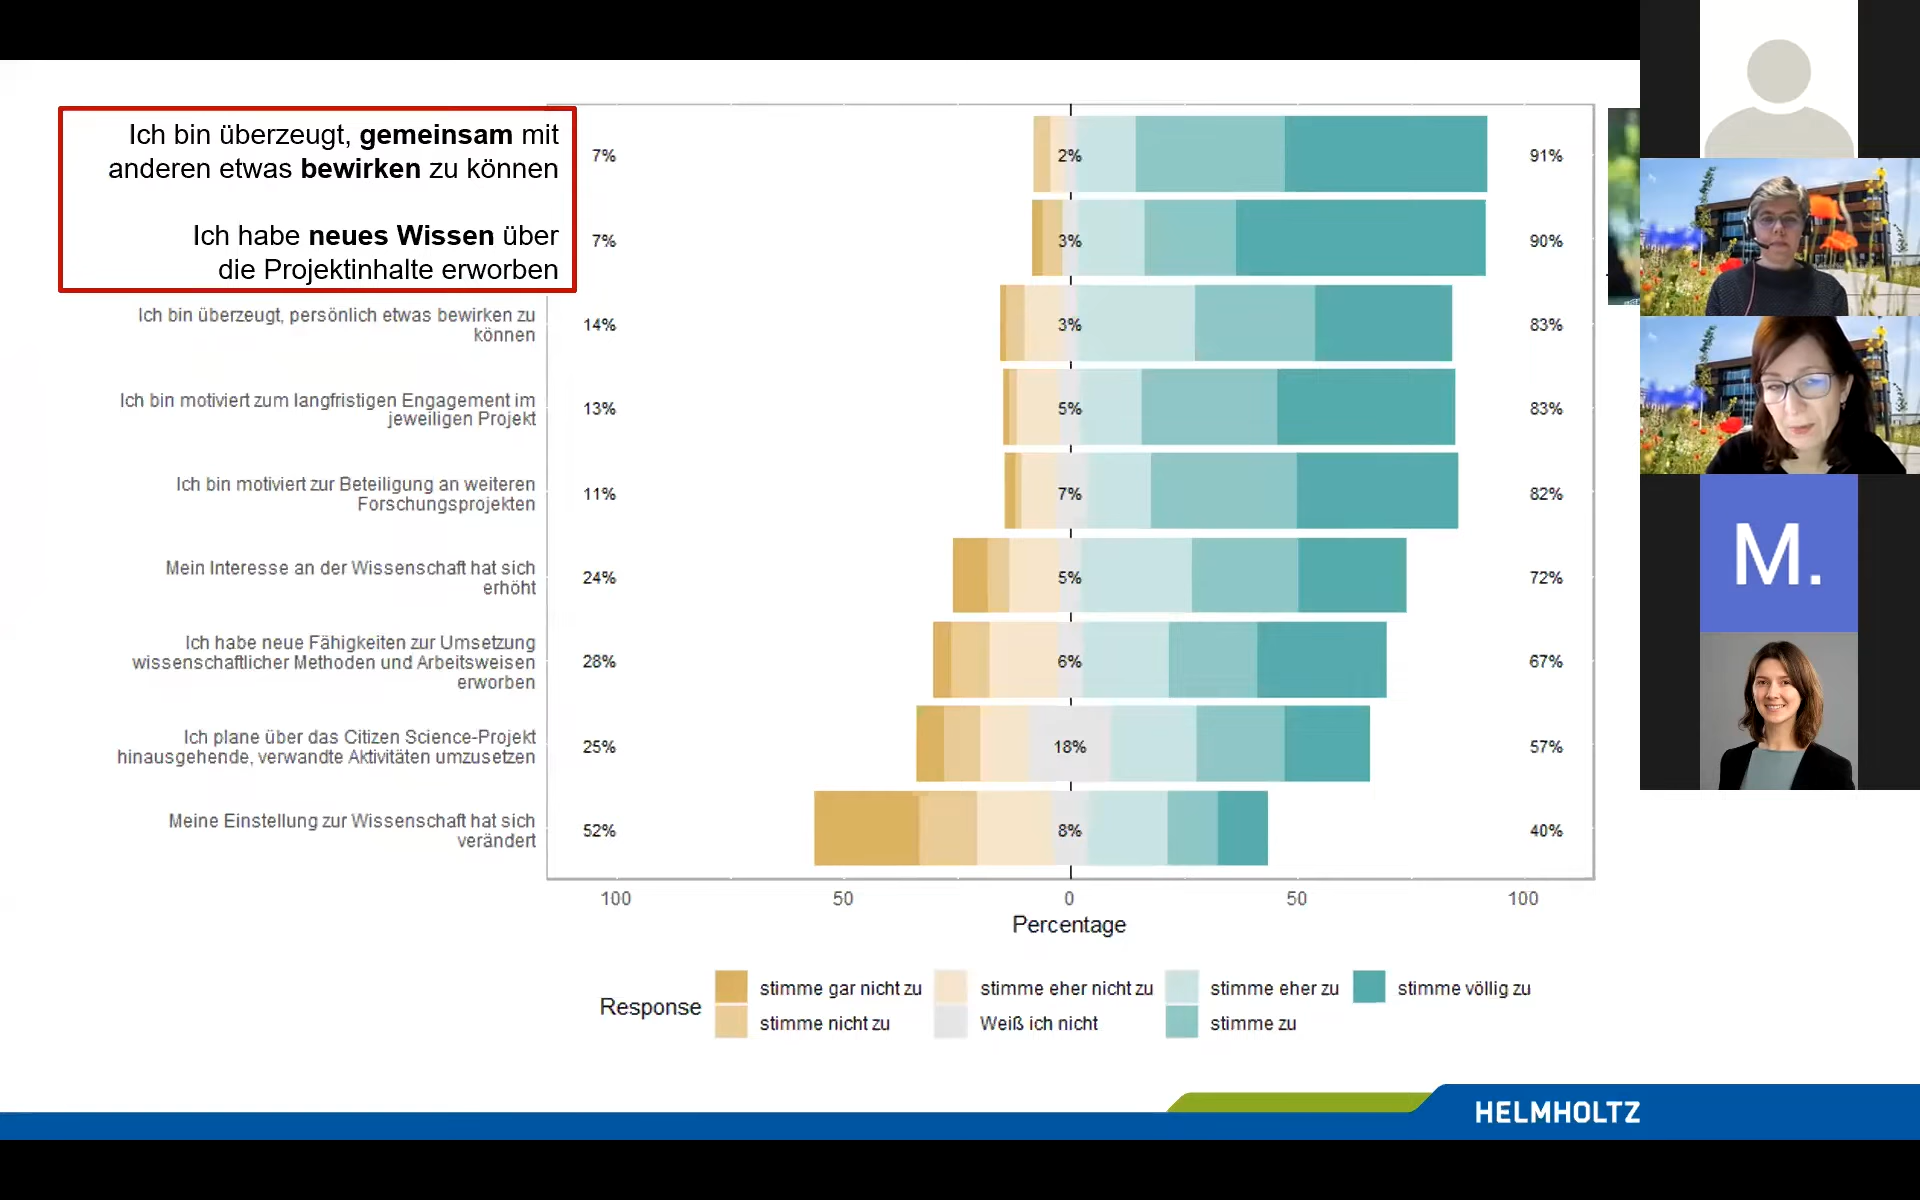 Ich bin überzeugt, gemeinsam mit
anderen etwas bewirken zu können
7%
2%
91%
Ich habe neues Wissen über
die Projektinhalte erworben
7%
3%
90%
Ich bin überzeugt, persönlich etwas bewirken zu
können
14%
3%
83%
Ich bin motiviert zum langfristigen Engagement im
jeweiligen Projekt
13%
5%
83%
Ich bin motiviert zur Beteiligung an weiteren
Forschungsprojekten
11%
7%
82%
Mein Interesse an der Wissenschaft hat sich
erhöht
24%
5%
72%
Ich habe neue Fähigkeiten zur Umsetzung
wissenschaftlicher Methoden und Arbeitsweisen
erworben
28%
6%
67%
Ich plane über das Citizen Science-Projekt
hinausgehende, verwandte Aktivitäten umzusetzen
25%
18%
57%
Meine Einstellung zur Wissenschaft hat sich
verändert
52%
8%
40%
100 50 0 50 100
Percentage
Response
stimme gar nicht zu
stimme eher nicht zu
stimme eher zu
stimme völlig zu
stimme nicht zu
Weiß ich nicht
stimme zu
HELMHOLTZ
M.